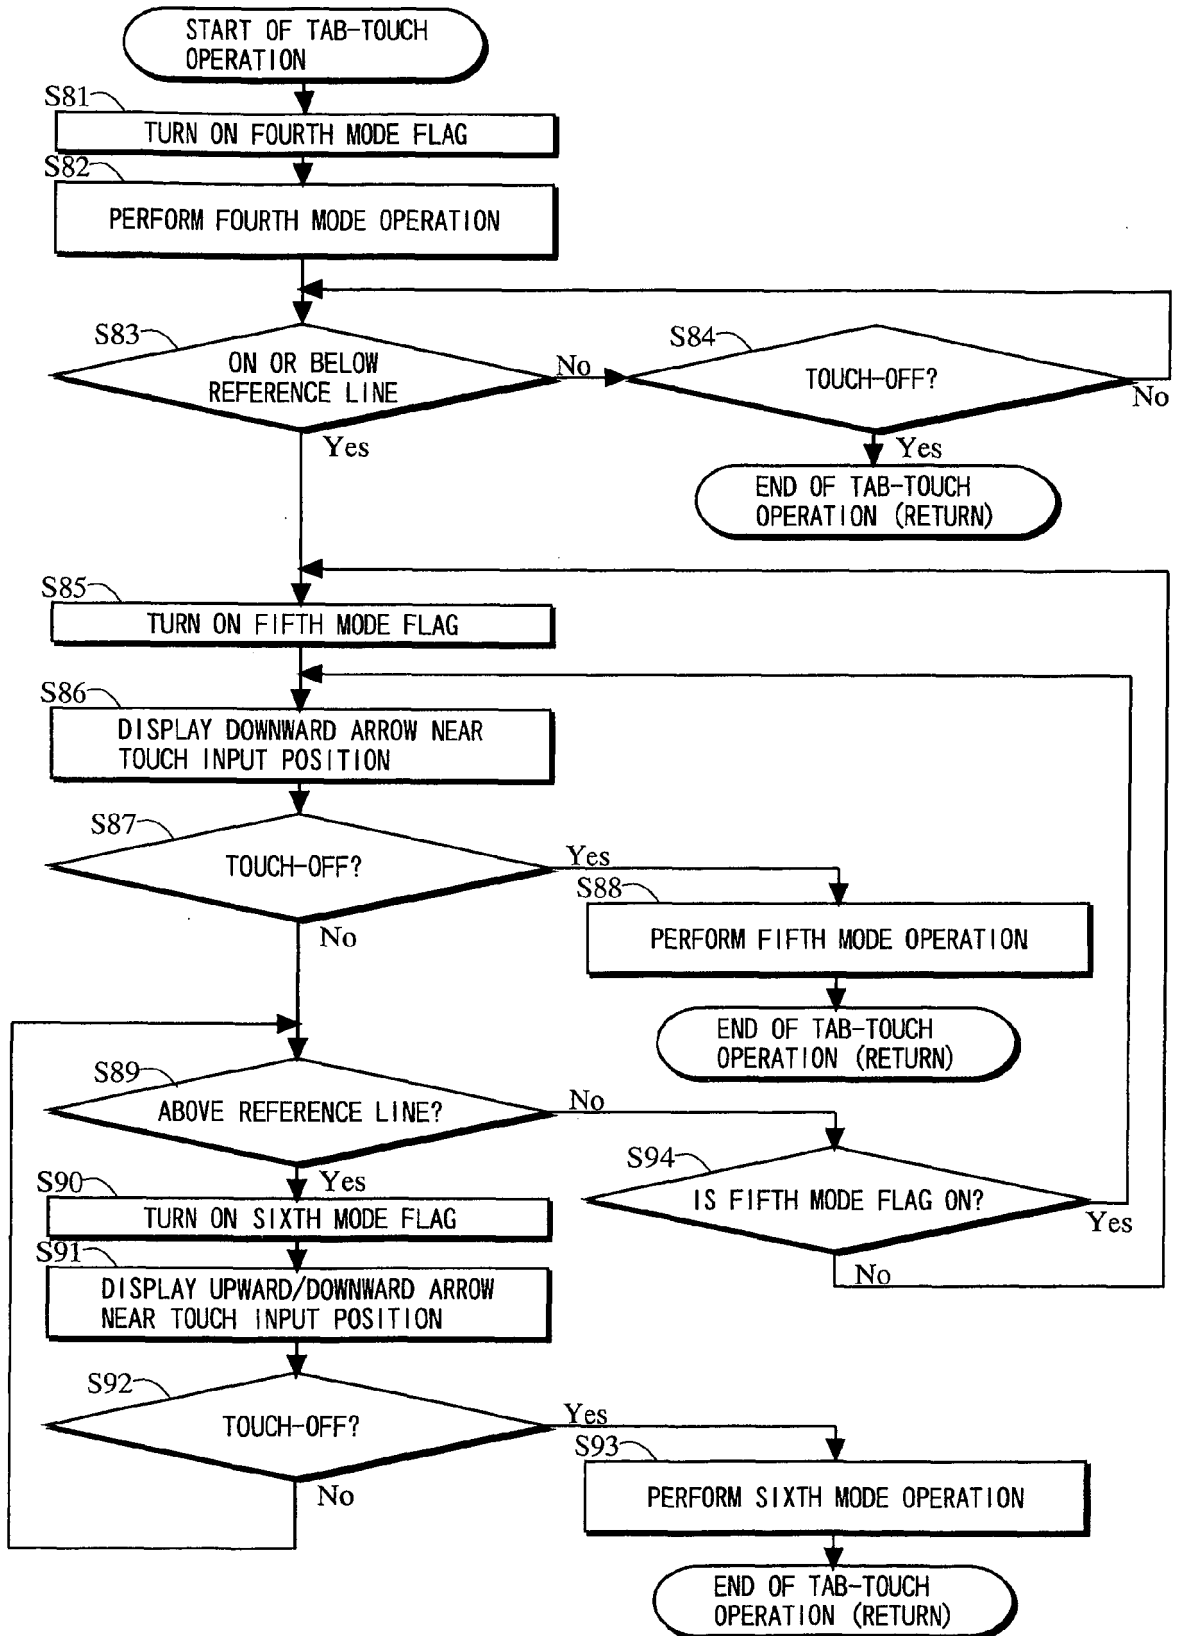 START OF TAB-TOUCH
OPERATION
S81
TURN ON FOURTH MODE FLAG
S82
PERFORM FOURTH MODE OPERATION
S83
ON OR BELOW
REFERENCE LINE
No
Yes
S84
TOUCH-OFF?
No
Yes
END OF TAB-TOUCH
OPERATION (RETURN)
S85
TURN ON FIFTH MODE FLAG
S86
DISPLAY DOWNWARD ARROW NEAR
TOUCH INPUT POSITION
S87
TOUCH-OFF?
Yes
No
S88
PERFORM FIFTH MODE OPERATION
END OF TAB-TOUCH
OPERATION (RETURN)
S89
ABOVE REFERENCE LINE?
No
Yes
S94
IS FIFTH MODE FLAG ON?
Yes
No
S90
TURN ON SIXTH MODE FLAG
S91
DISPLAY UPWARD/DOWNWARD ARROW
NEAR TOUCH INPUT POSITION
S92
TOUCH-OFF?
Yes
No
S93
PERFORM SIXTH MODE OPERATION
END OF TAB-TOUCH
OPERATION (RETURN)